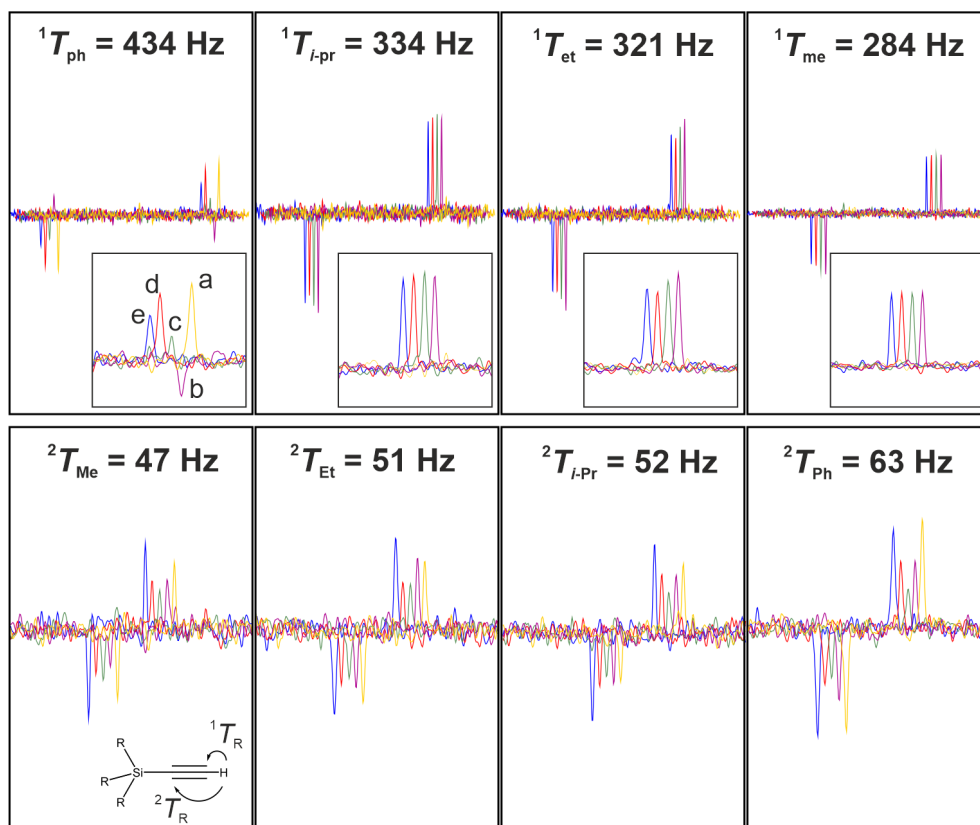 ¹T_ph = 434 Hz
¹T_i-pr = 334 Hz
¹T_et = 321 Hz
¹T_me = 284 Hz
a
d
e
c
b
²T_Me = 47 Hz
²T_Et = 51 Hz
²T_i-Pr = 52 Hz
²T_Ph = 63 Hz
¹T_R
R
R Si H
R
²T_R